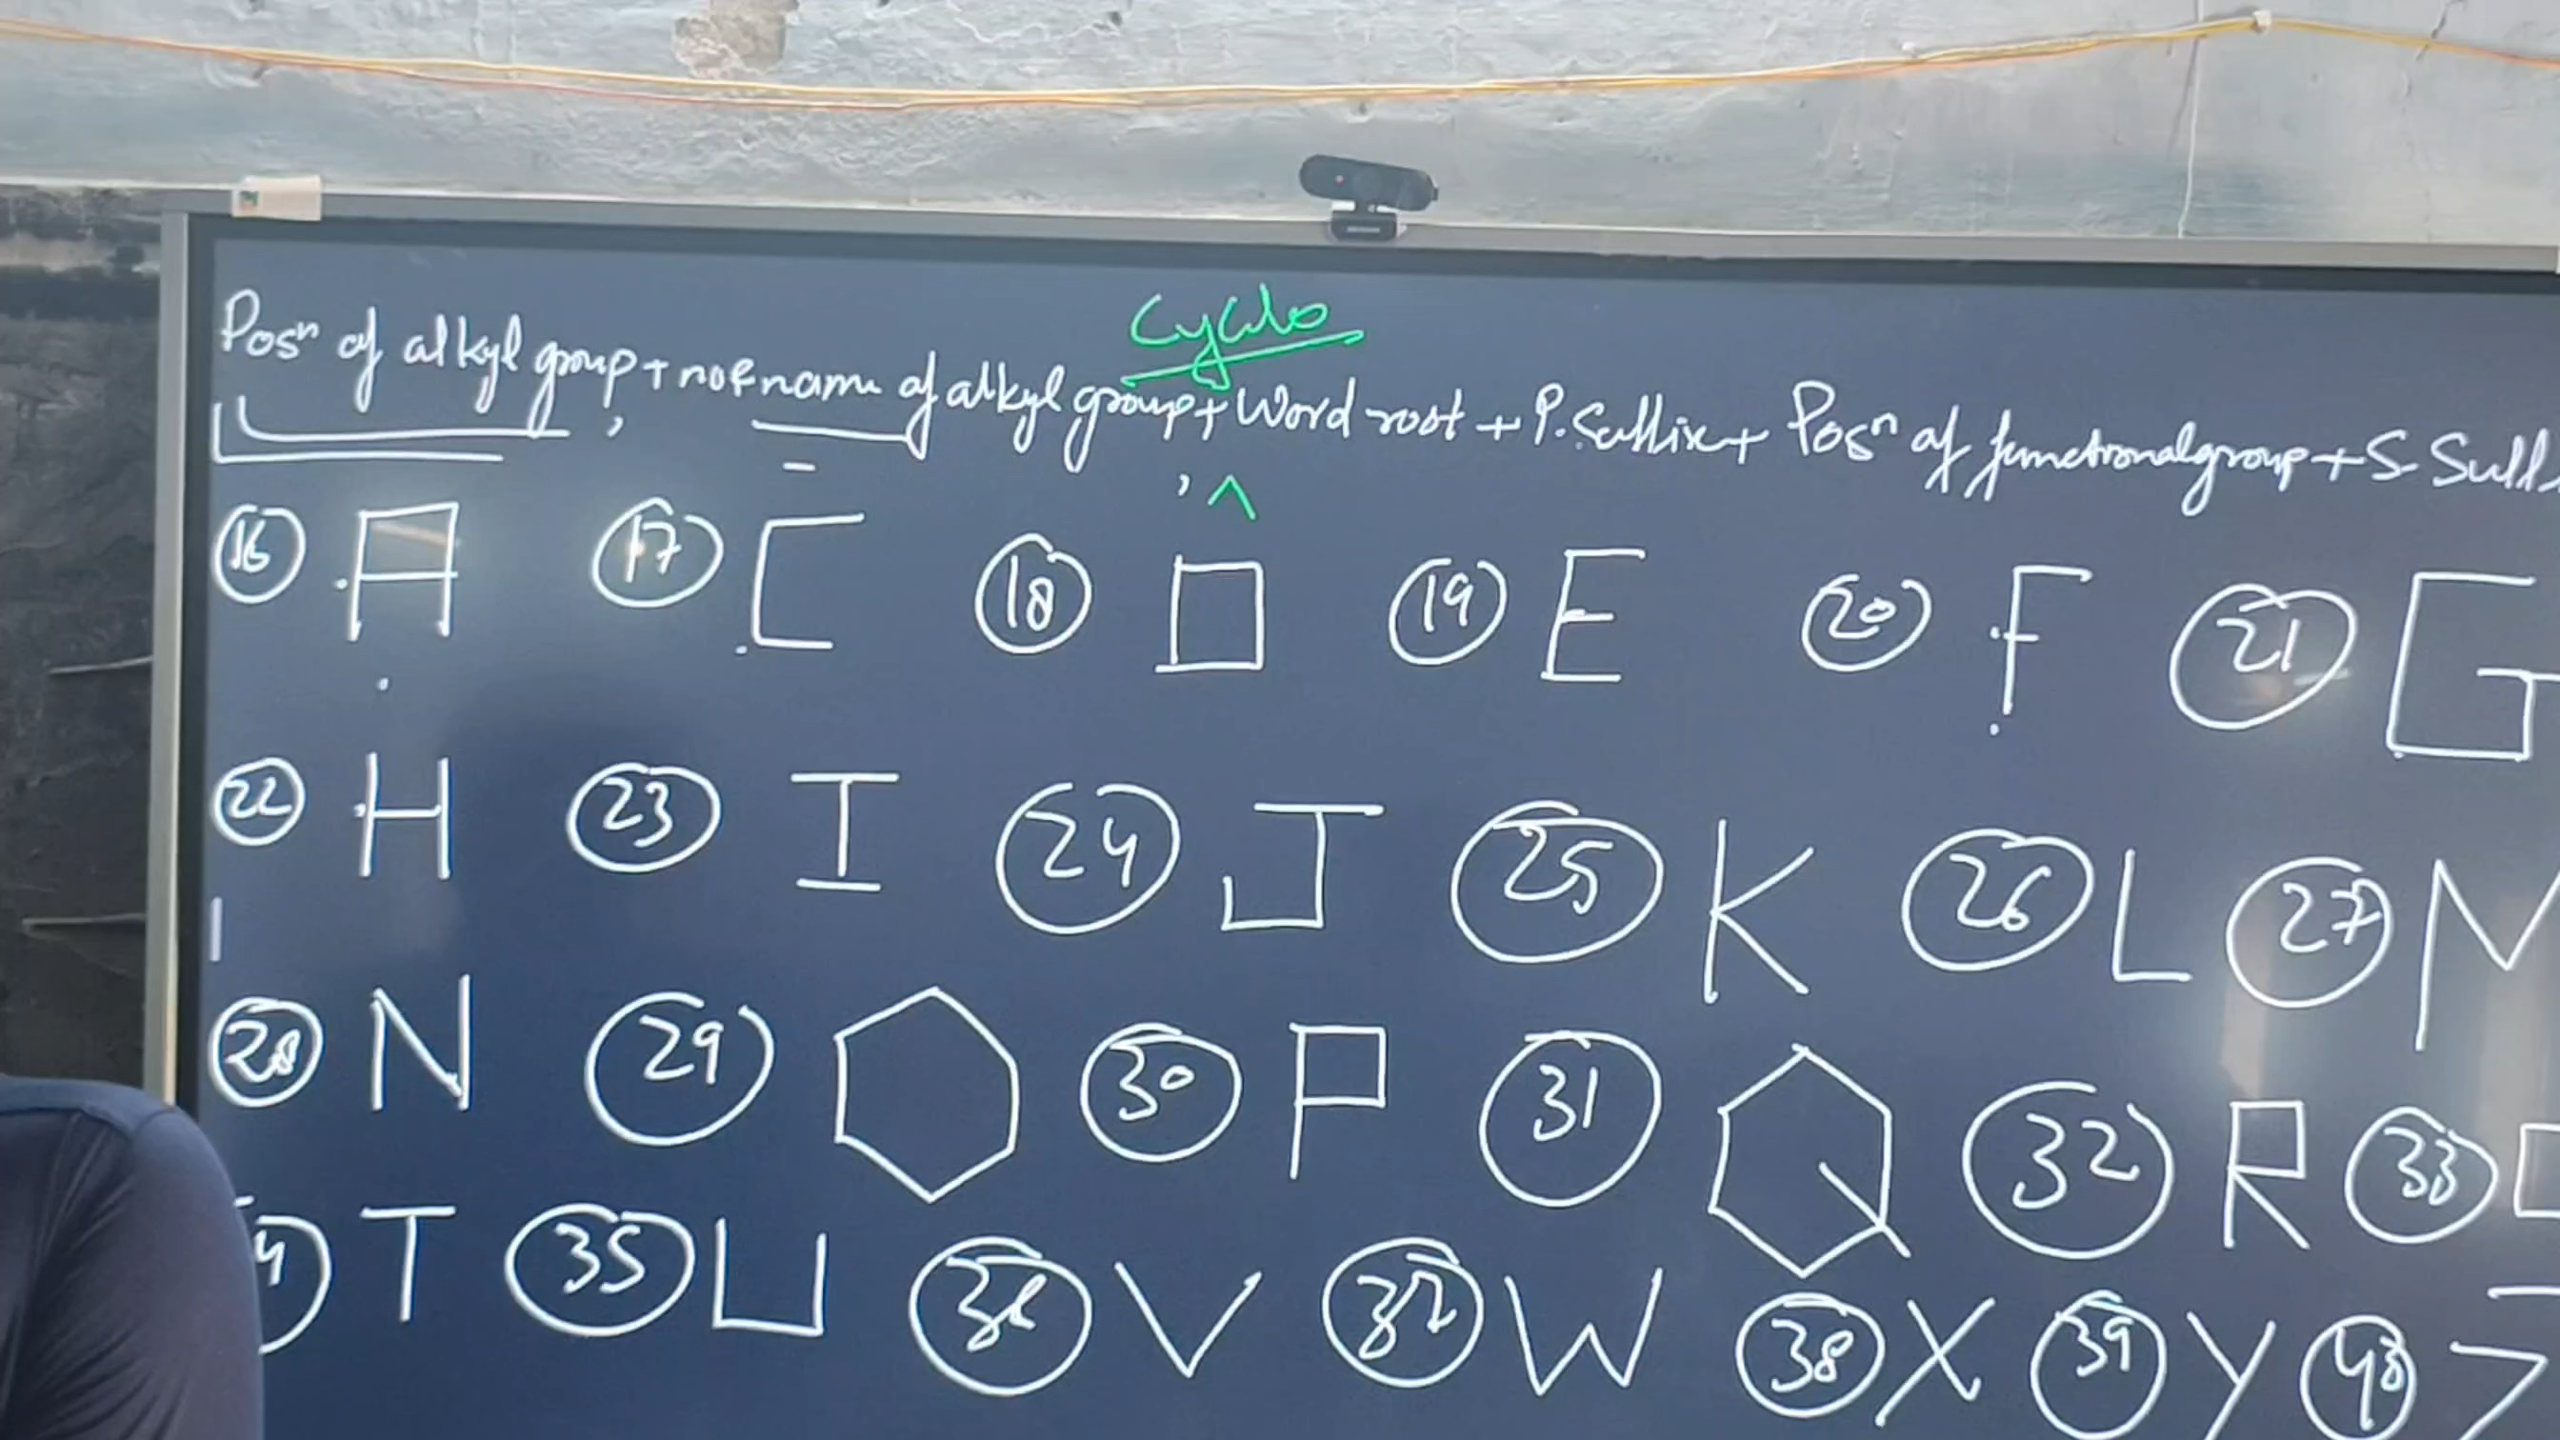 Cyclo
Posⁿ of alkyl group + no & name of alkyl group + Word root + P. Suffix + Posⁿ of functional group + S Suff
16 A 17 C 18 D 19 E 20 F 21 G
22 H 23 I 24 J 25 K 26 L 27 M
28 N 29 30 P 31 32 R 33
4 T 35 U 36 V 37 W 38 X 39 Y 40 Z